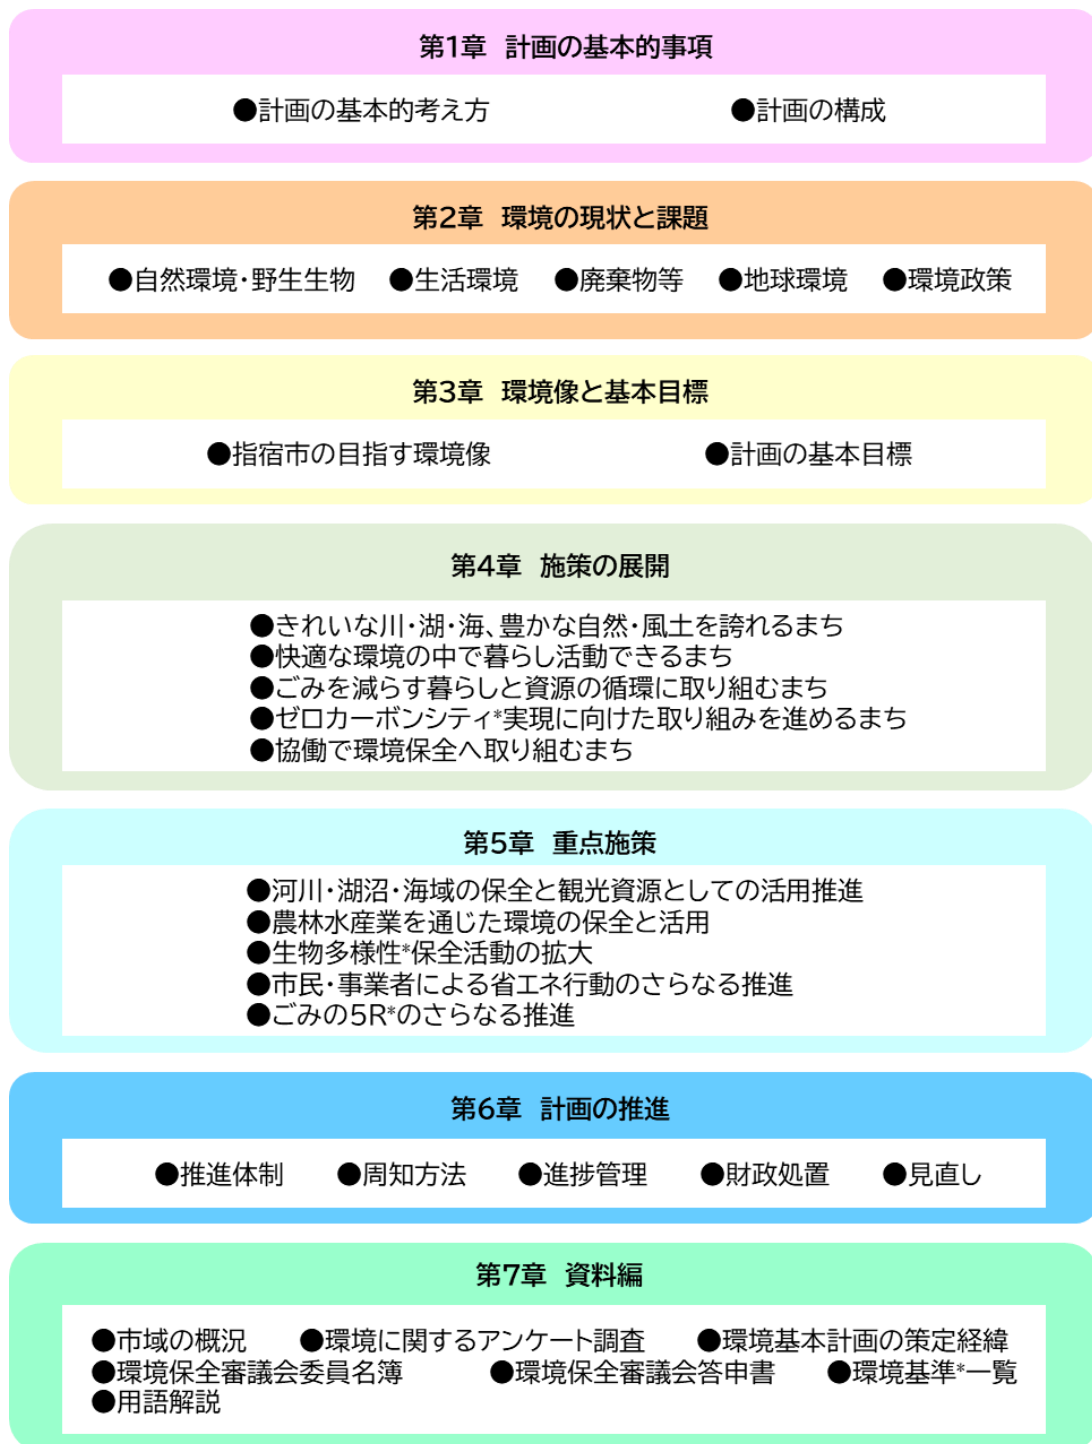 第1章 計画の基本的事項
●計画の基本的考え方 ●計画の構成
第2章 環境の現状と課題
●自然環境・野生生物 ●生活環境 ●廃棄物等 ●地球環境 ●環境政策
第3章 環境像と基本目標
●指宿市の目指す環境像 ●計画の基本目標
第4章 施策の展開
●きれいな川・湖・海、豊かな自然・風土を誇れるまち
●快適な環境の中で暮らし活動できるまち
●ごみを減らす暮らしと資源の循環に取り組むまち
●ゼロカーボンシティ*実現に向けた取り組みを進めるまち
●協働で環境保全へ取り組むまち
第5章 重点施策
●河川・湖沼・海域の保全と観光資源としての活用推進
●農林水産業を通じた環境の保全と活用
●生物多様性*保全活動の拡大
●市民・事業者による省エネ行動のさらなる推進
●ごみの5R*のさらなる推進
第6章 計画の推進
●推進体制 ●周知方法 ●進捗管理 ●財政処置 ●見直し
第7章 資料編
●市域の概況 ●環境に関するアンケート調査 ●環境基本計画の策定経緯
●環境保全審議会委員名簿 ●環境保全審議会答申書 ●環境基準*一覧
●用語解説